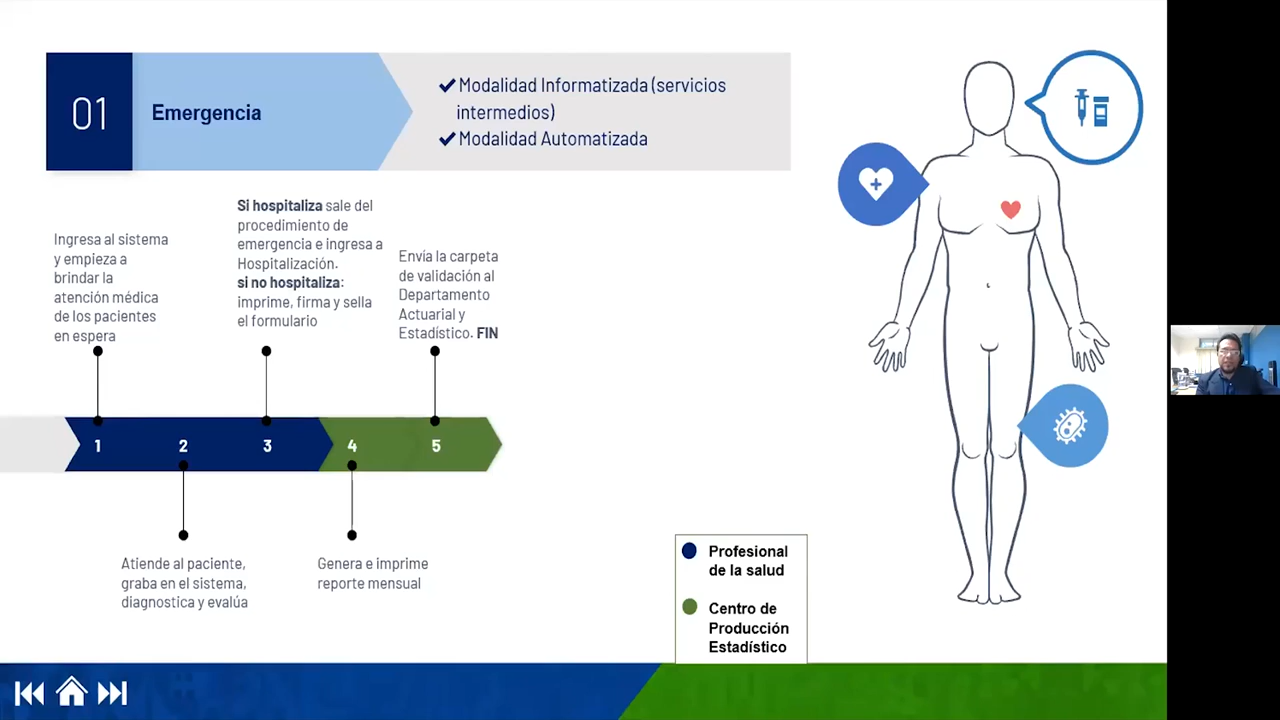 01
Emergencia
✔ Modalidad Informatizada (servicios
intermedios)
✔ Modalidad Automatizada
Ingresa al sistema
y empieza a
brindar la
atención médica
de los pacientes
en espera
Si hospitaliza sale del
procedimiento de
emergencia e ingresa a
Hospitalización.
si no hospitaliza:
imprime, firma y sella
el formulario
Envía la carpeta
de validación al
Departamento
Actuarial y
Estadístico. FIN
1 2 3 4 5
Atiende al paciente,
graba en el sistema,
diagnostica y evalúa
Genera e imprime
reporte mensual
Profesional
de la salud
Centro de
Producción
Estadístico